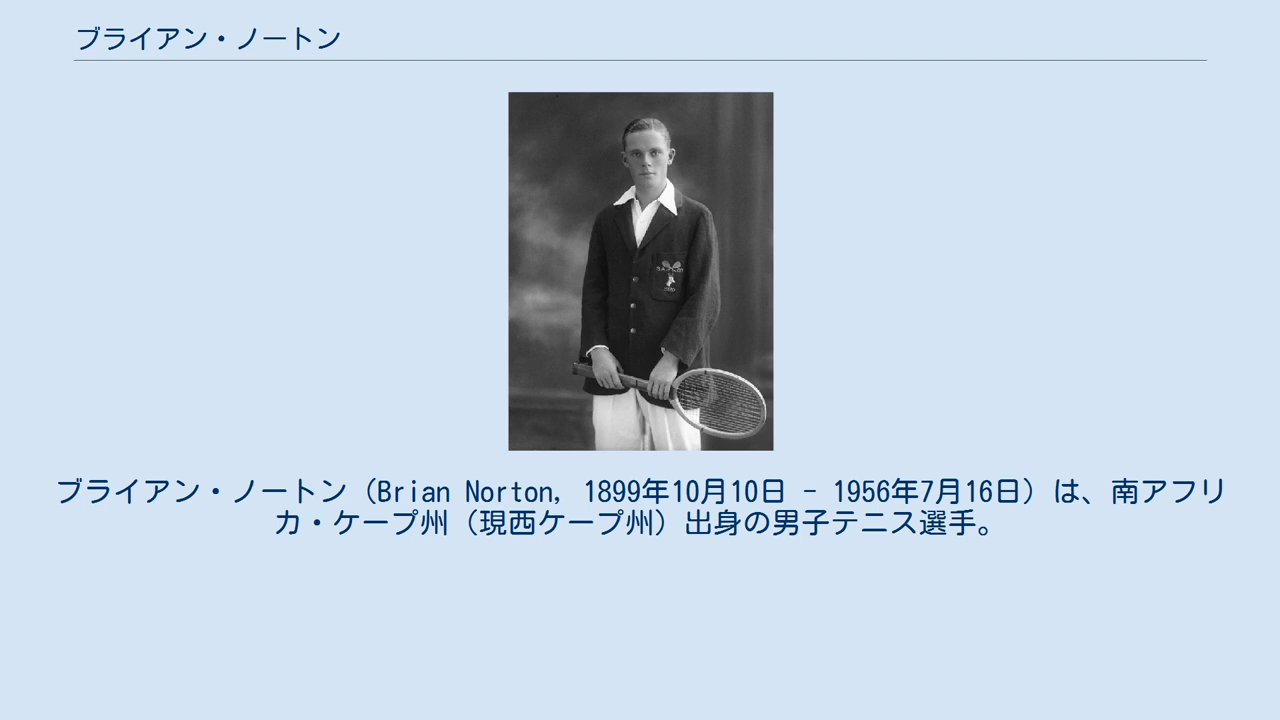 ブライアン・ノートン
ブライアン・ノートン（Brian Norton, 1899年10月10日 - 1956年7月16日）は、南アフリ
カ・ケープ州（現西ケープ州）出身の男子テニス選手。